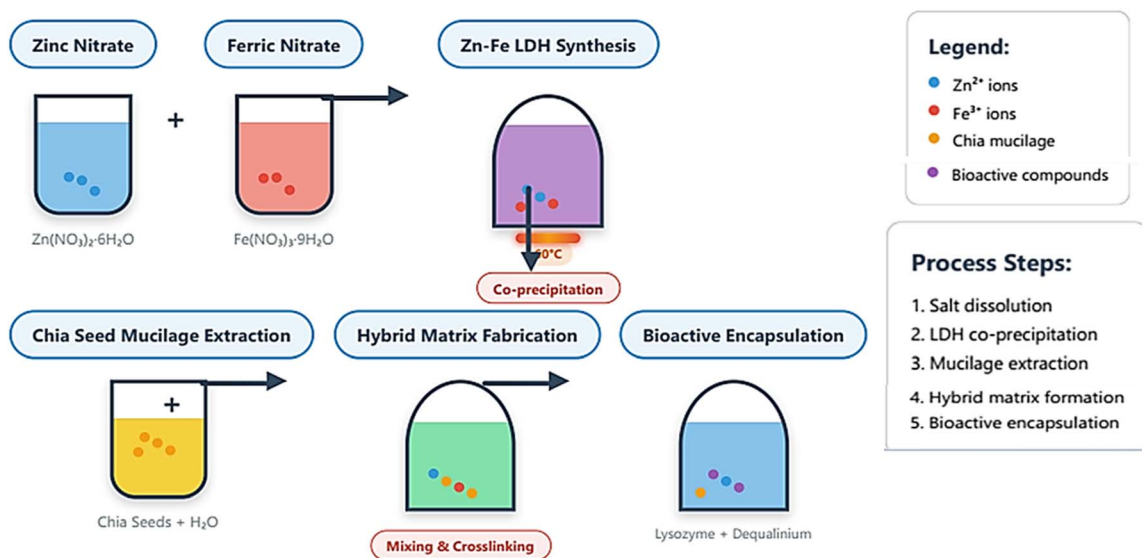 Zinc Nitrate
Ferric Nitrate
Zn-Fe LDH Synthesis
+
Zn(NO₃)₂·6H₂O
Fe(NO₃)₃·9H₂O
Co-precipitation
Chia Seed Mucilage Extraction
Hybrid Matrix Fabrication
Bioactive Encapsulation
+
Chia Seeds + H₂O
Mixing & Crosslinking
Lysozyme + Dequalinium
Legend:
Zn²⁺ ions
Fe³⁺ ions
Chia mucilage
Bioactive compounds
Process Steps:
1. Salt dissolution
2. LDH co-precipitation
3. Mucilage extraction
4. Hybrid matrix formation
5. Bioactive encapsulation